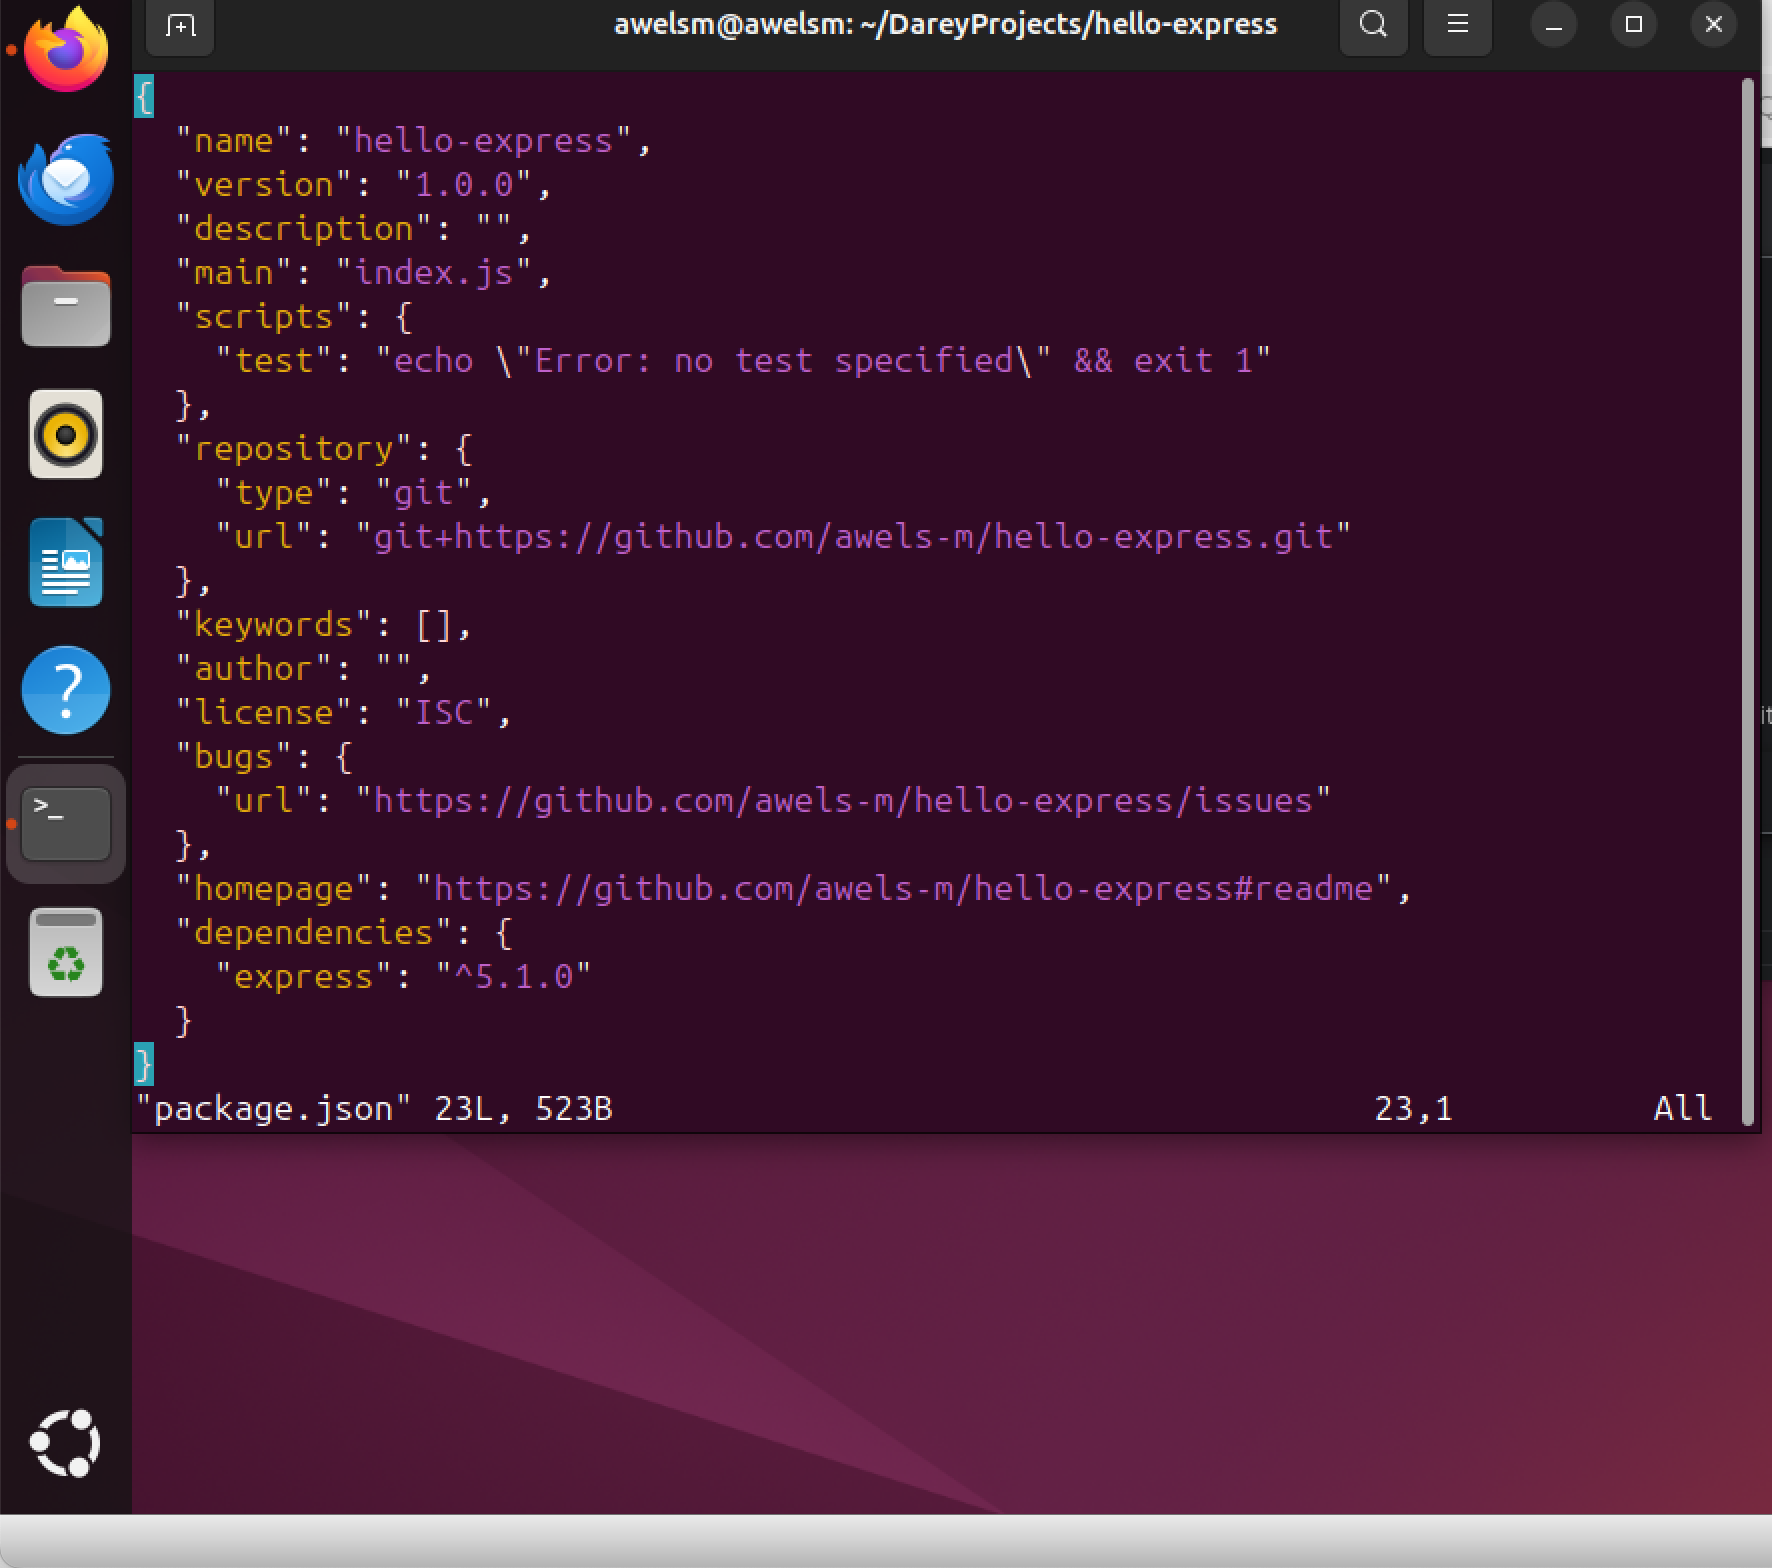 awelsm@awelsm: ~/DareyProjects/hello-express
{
  "name": "hello-express",
  "version": "1.0.0",
  "description": "",
  "main": "index.js",
  "scripts": {
    "test": "echo \"Error: no test specified\" && exit 1"
  },
  "repository": {
    "type": "git",
    "url": "git+https://github.com/awels-m/hello-express.git"
  },
  "keywords": [],
  "author": "",
  "license": "ISC",
  "bugs": {
    "url": "https://github.com/awels-m/hello-express/issues"
  },
  "homepage": "https://github.com/awels-m/hello-express#readme",
  "dependencies": {
    "express": "^5.1.0"
  }
}
"package.json" 23L, 523B 23,1 All